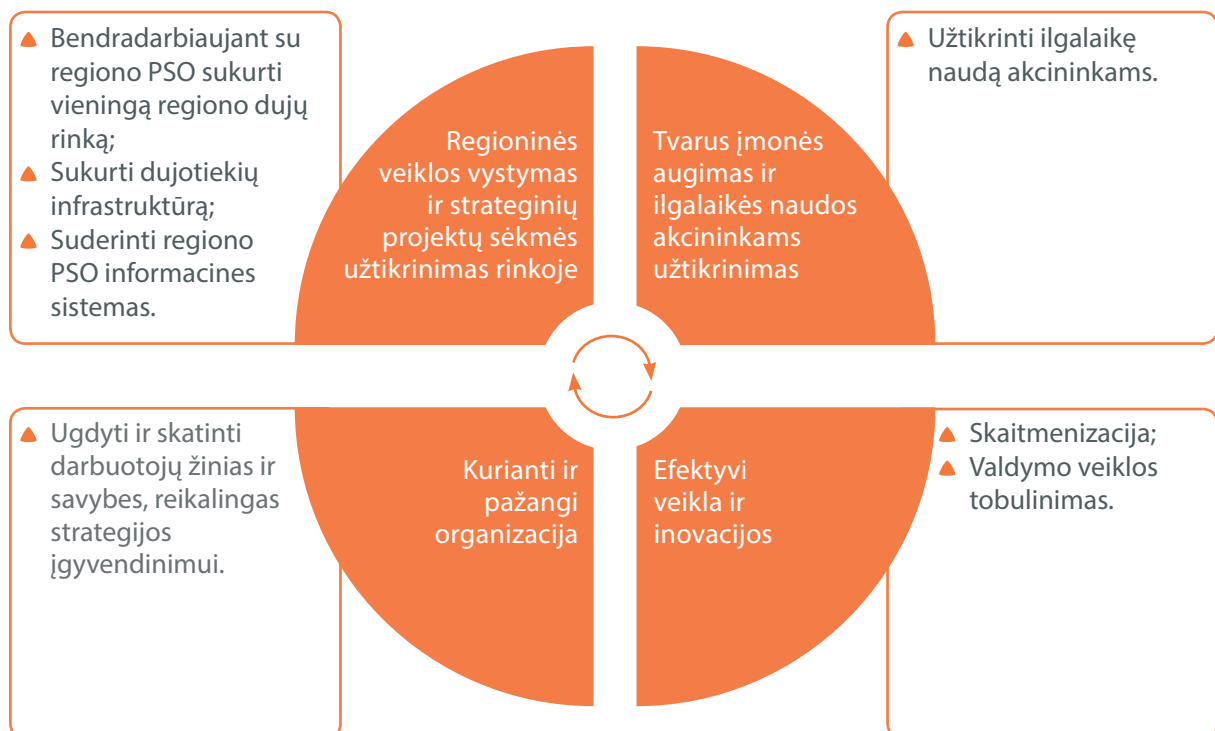 Bendradarbiaujant su
regiono PSO sukurti
vieningą regiono dujų
rinką;
Sukurti dujotiekių
infrastruktūrą;
Suderinti regiono
PSO informacines
sistemas.
Regioninės
veiklos vystymas
ir strateginių
projektų sėkmės
užtikrinimas rinkoje
Tvarus įmonės
augimas ir
ilgalaikės naudos
akcininkams
užtikrinimas
Užtikrinti ilgalaikę
naudą akcininkams.
Ugdyti ir skatinti
darbuotojų žinias ir
savybes, reikalingas
strategijos
įgyvendinimui.
Kurianti ir
pažangi
organizacija
Efektyvi
veikla ir
inovacijos
Skaitmenizacija;
Valdymo veiklos
tobulinimas.